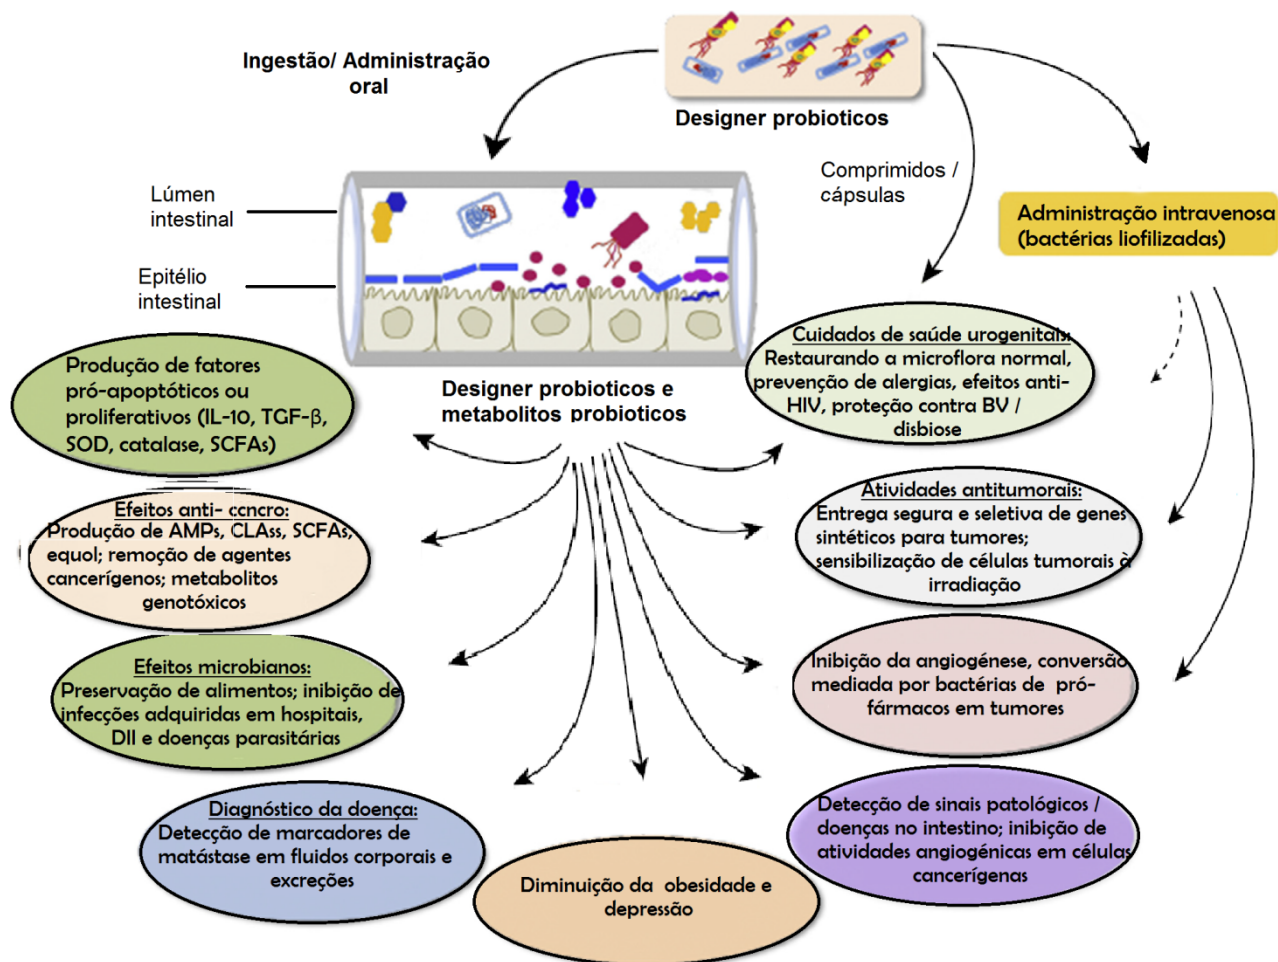 Ingestão/ Administração
oral
Designer probioticos
Comprimidos /
cápsulas
Administração intravenosa
(bactérias liofilizadas)
Lúmen
intestinal
Epitélio
intestinal
Designer probioticos e
metabolitos probioticos
Produção de fatores
pró-apoptóticos ou
proliferativos (IL-10, TGF-β,
SOD, catalase, SCFAs)
Efeitos anti- cncro:
Produção de AMPs, CLAss, SCFAs,
equol; remoção de agentes
cancerígenos; metabolitos
genotóxicos
Efeitos microbianos:
Preservação de alimentos; inibição de
infecções adquiridas em hospitais,
DII e doenças parasitárias
Diagnóstico da doença:
Detecção de marcadores de
matástase em fluidos corporais e
excreções
Diminuição da obesidade e
depressão
Cuidados de saúde urogenitais:
Restaurando a microflora normal,
prevenção de alergias, efeitos anti-
HIV, proteção contra BV /
disbiose
Atividades antitumorais:
Entrega segura e seletiva de genes
sintéticos para tumores;
sensibilização de células tumorais à
irradiação
Inibição da angiogénese, conversão
mediada por bactérias de pró-
fármacos em tumores
Detecção de sinais patológicos /
doenças no intestino; inibição de
atividades angiogénicas em células
cancerígenas